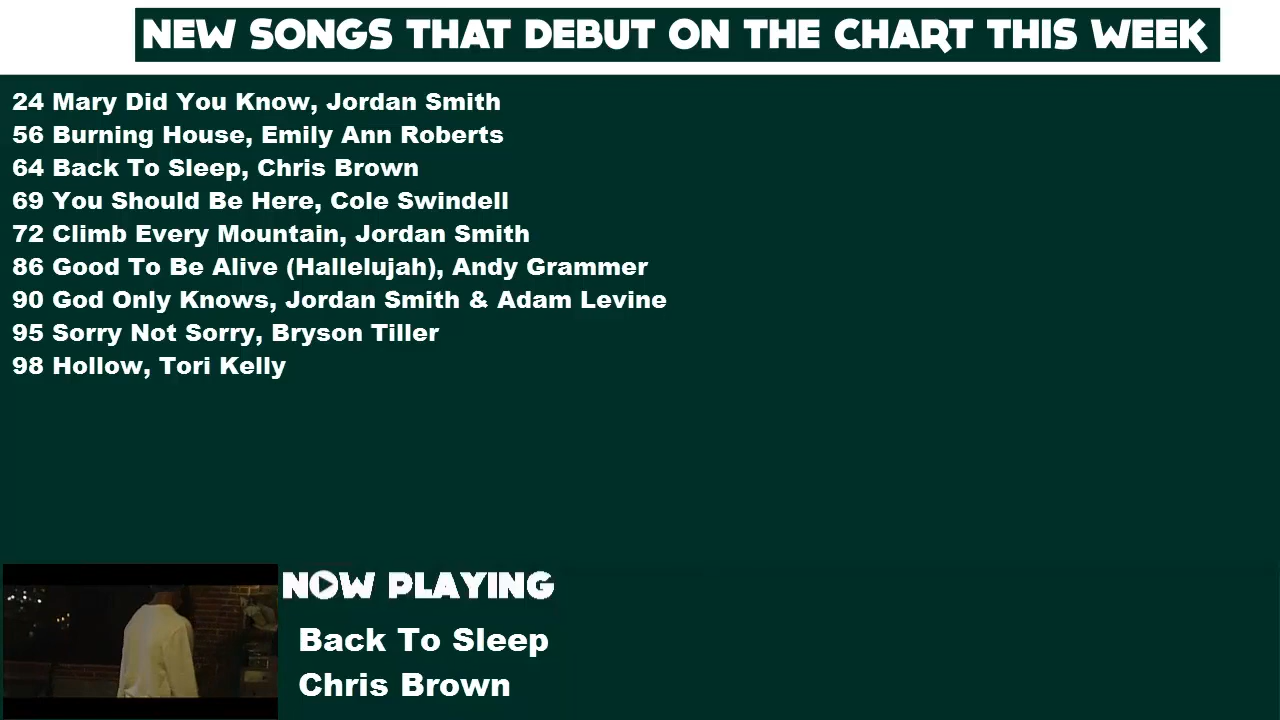 NEW SONGS THAT DEBUT ON THE CHART THIS WEEK
24 Mary Did You Know, Jordan Smith
56 Burning House, Emily Ann Roberts
64 Back To Sleep, Chris Brown
69 You Should Be Here, Cole Swindell
72 Climb Every Mountain, Jordan Smith
86 Good To Be Alive (Hallelujah), Andy Grammer
90 God Only Knows, Jordan Smith & Adam Levine
95 Sorry Not Sorry, Bryson Tiller
98 Hollow, Tori Kelly
NOW PLAYING
Back To Sleep
Chris Brown